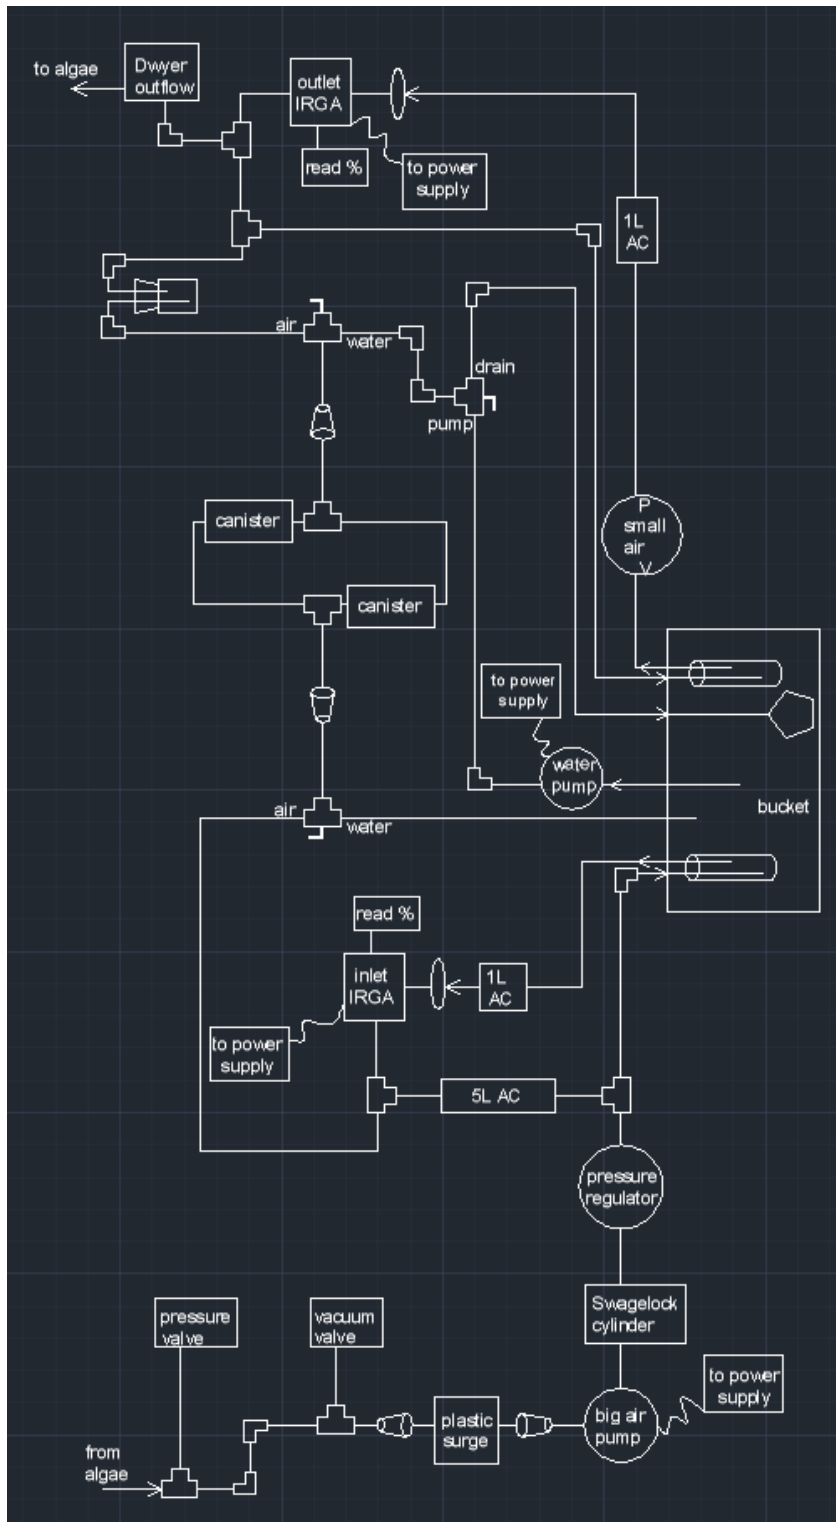 to algae
Dwyer
outflow
outlet
IRGA
read %
to power
supply
1L
AC
air
water
drain
pump
P
small
air
V
canister
canister
to power
supply
water
pump
bucket
air
water
read %
inlet
IRGA
1L
AC
to power
supply
5L AC
pressure
regulator
Swagelock
cylinder
pressure
valve
vacuum
valve
to power
supply
plastic
surge
big air
pump
from
algae